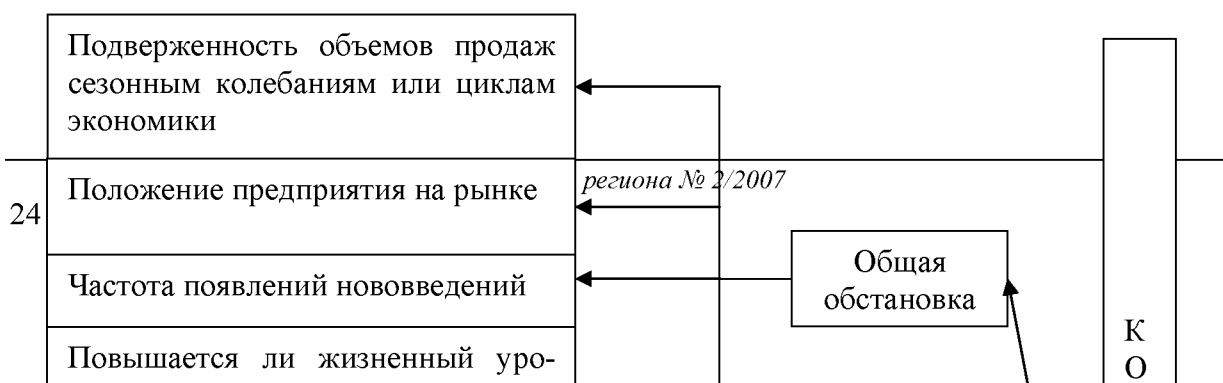 Подверженность объемов продаж
сезонным колебаниям или циклам
экономики
Положение предприятия на рынке
региона № 2/2007
24
Частота появлений нововведений
Общая
обстановка
Повышается ли жизненный уро-
К
О